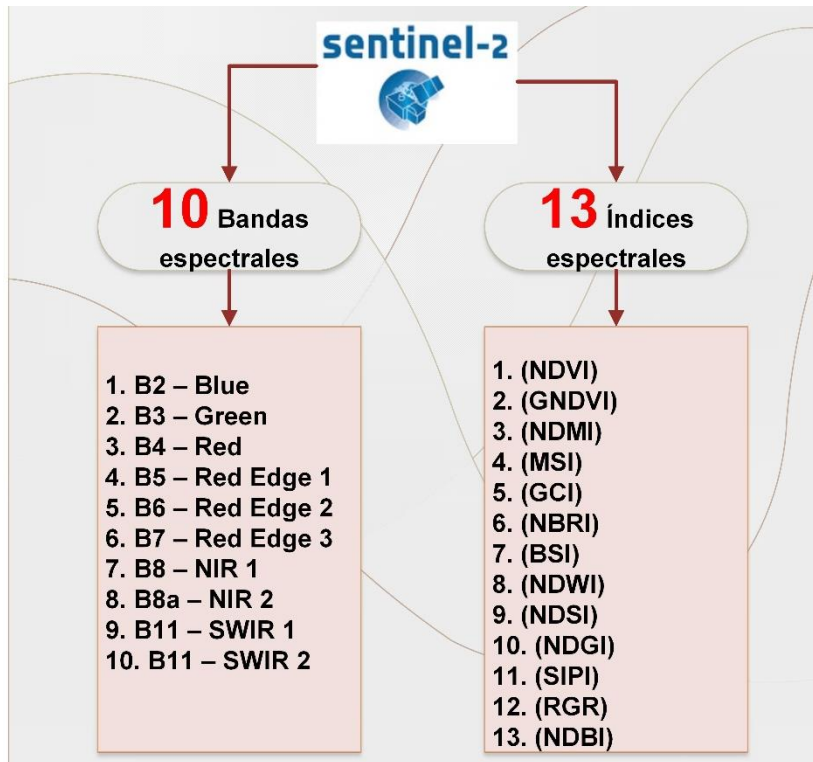 sentinel-2
10 Bandas
espectrales
13 Índices
espectrales
1. B2 – Blue
2. B3 – Green
3. B4 – Red
4. B5 – Red Edge 1
5. B6 – Red Edge 2
6. B7 – Red Edge 3
7. B8 – NIR 1
8. B8a – NIR 2
9. B11 – SWIR 1
10. B11 – SWIR 2
1. (NDVI)
2. (GNDVI)
3. (NDMI)
4. (MSI)
5. (GCI)
6. (NBRI)
7. (BSI)
8. (NDWI)
9. (NDSI)
10. (NDGI)
11. (SIPI)
12. (RGR)
13. (NDBI)